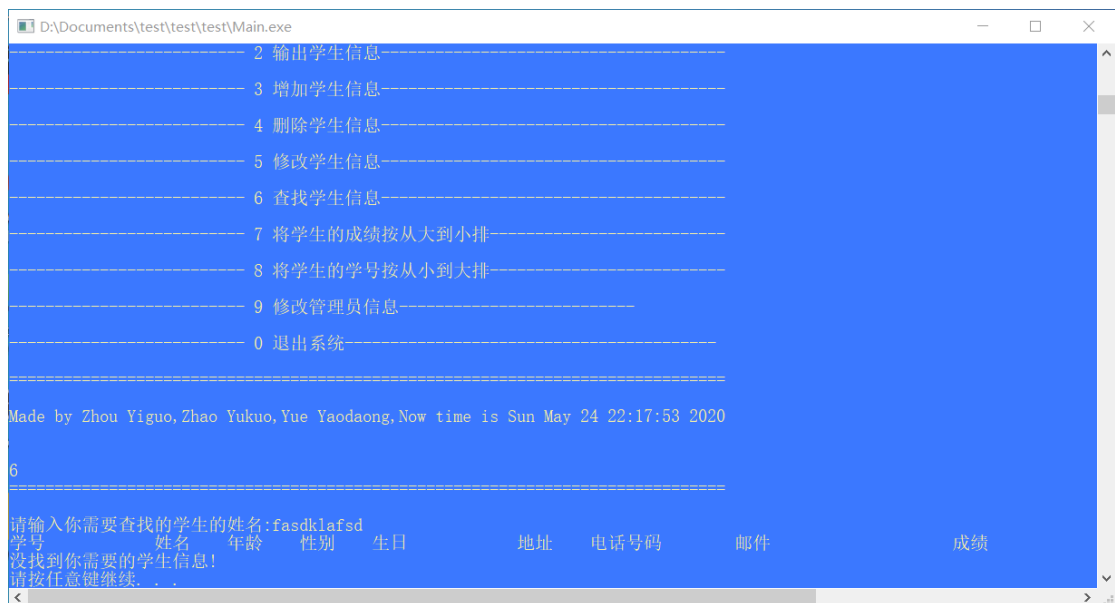 D:\Documents\test\test\test\Main.exe
-------------------------- 2 输出学生信息--------------------------------------
-------------------------- 3 增加学生信息--------------------------------------
-------------------------- 4 删除学生信息--------------------------------------
-------------------------- 5 修改学生信息--------------------------------------
-------------------------- 6 查找学生信息--------------------------------------
-------------------------- 7 将学生的成绩按从大到小排--------------------------
-------------------------- 8 将学生的学号按从小到大排--------------------------
-------------------------- 9 修改管理员信息--------------------------
-------------------------- 0 退出系统-----------------------------------------
===============================================================================
Made by Zhou Yiguo,Zhao Yukuo,Yue Yaodaong,Now time is Sun May 24 22:17:53 2020
6
===============================================================================
请输入你需要查找的学生的姓名:fasdklafsd
学号 姓名 年龄 性别 生日 地址 电话号码 邮件 成绩
没找到你需要的学生信息!
请按任意键继续. . .